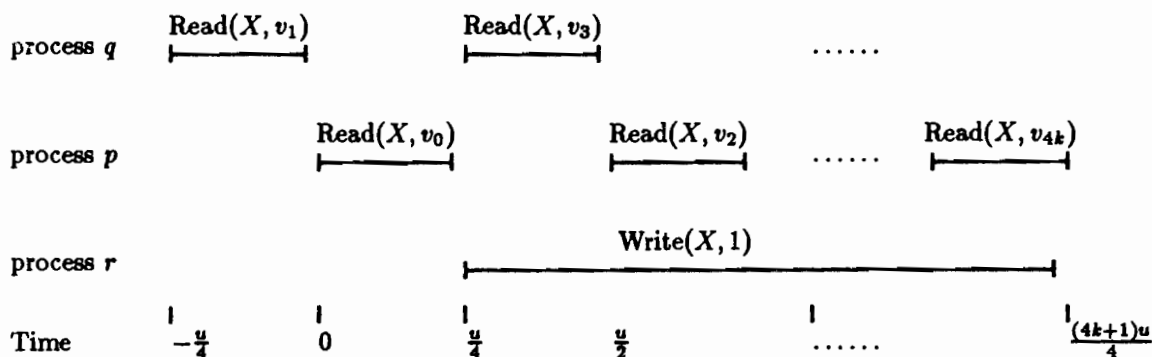 Read(X, v₁) Read(X, v₃)
process q ......
Read(X, v₀) Read(X, v₂) Read(X, v₄ₖ)
process p ......
Write(X, 1)
process r
Time -u/4 0 u/4 u/2 ...... (4k+1)u/4